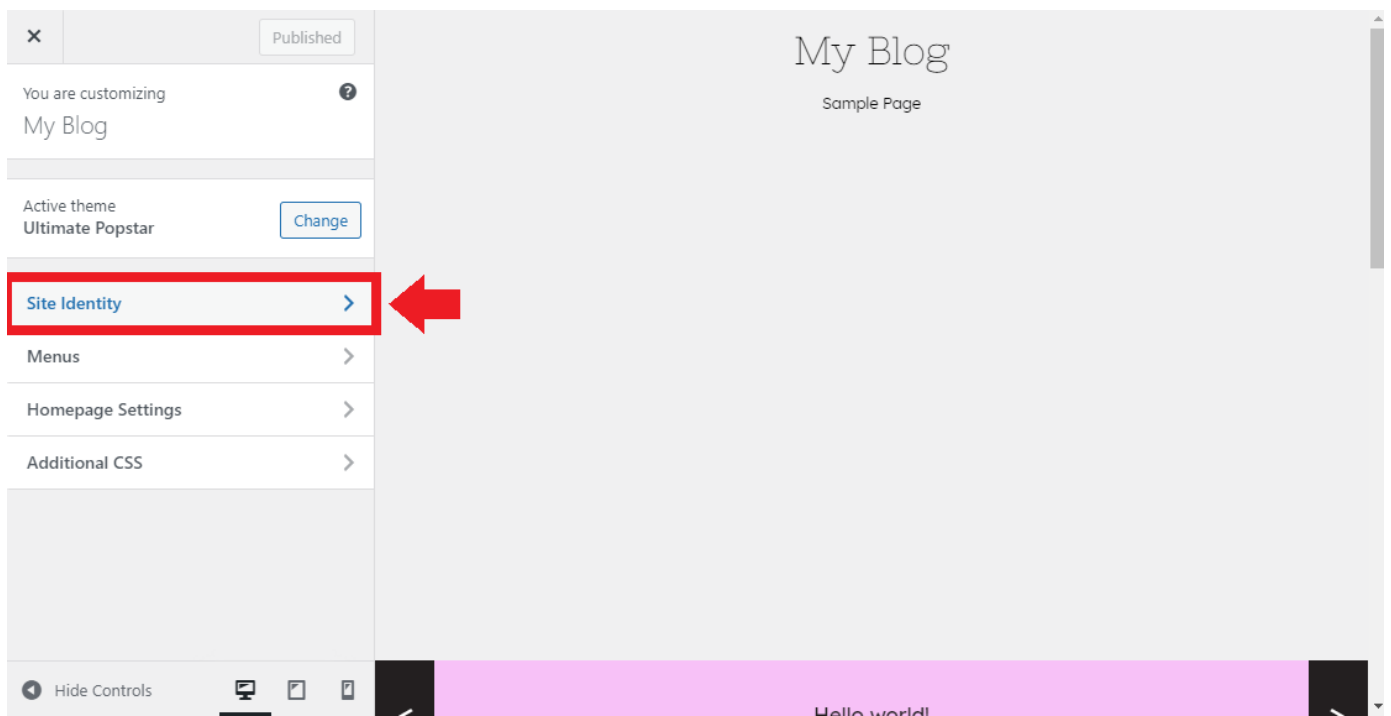 Published
You are customizing
My Blog
Active theme
Ultimate Popstar
Change
Site Identity
Menus
Homepage Settings
Additional CSS
Hide Controls
My Blog
Sample Page
Hello world!